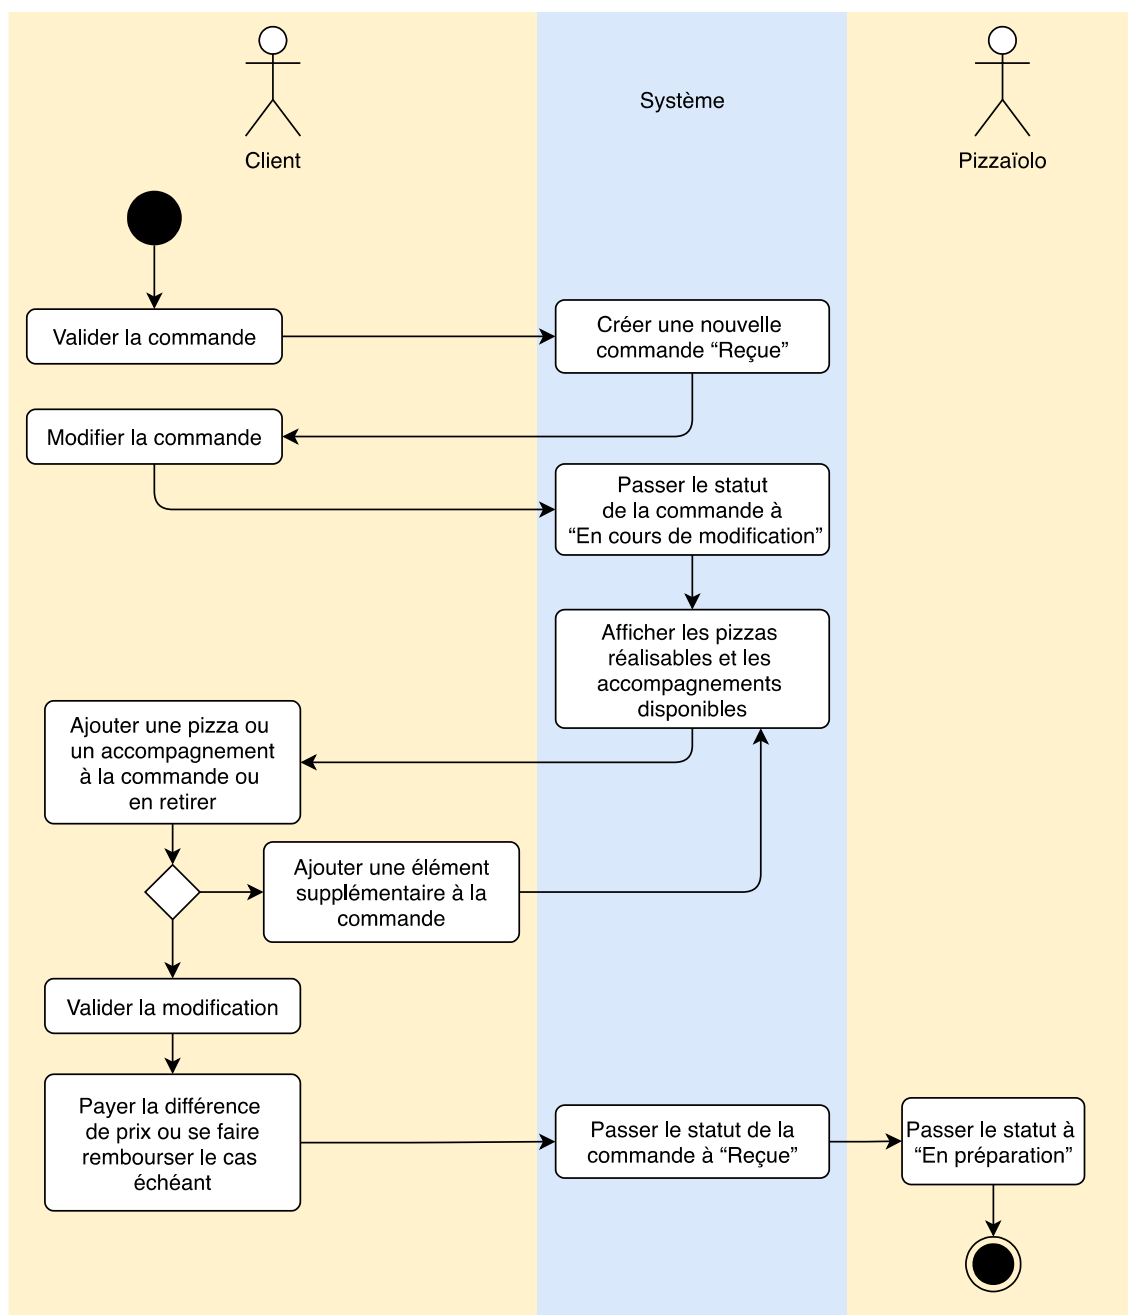 Système
Client
Pizzaïolo
Valider la commande
Créer une nouvelle
commande “Reçue”
Modifier la commande
Passer le statut
de la commande à
“En cours de modification”
Afficher les pizzas
réalisables et les
accompagnements
disponibles
Ajouter une pizza ou
un accompagnement
à la commande ou
en retirer
Ajouter une élément
supplémentaire à la
commande
Valider la modification
Payer la différence
de prix ou se faire
rembourser le cas
échéant
Passer le statut de la
commande à “Reçue”
Passer le statut à
“En préparation”